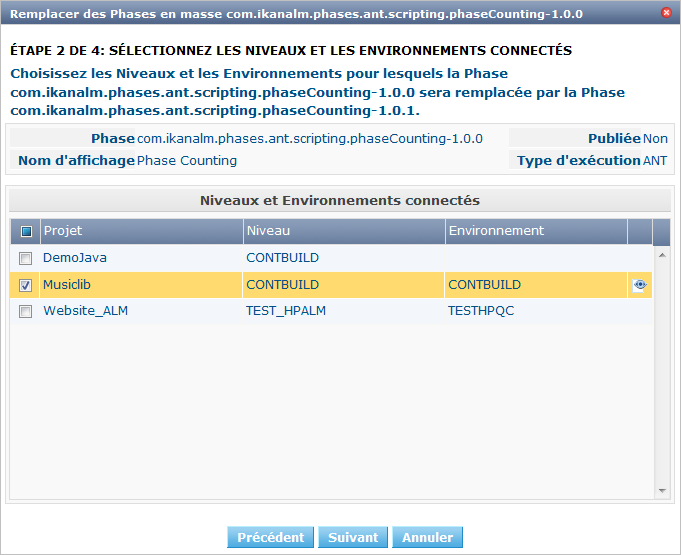 Remplacer des Phases en masse com.ikanalm.phases.ant.scripting.phaseCounting-1.0.0
ÉTAPE 2 DE 4: SÉLECTIONNEZ LES NIVEAUX ET LES ENVIRONNEMENTS CONNECTÉS
Choisissez les Niveaux et les Environnements pour lesquels la Phase
com.ikanalm.phases.ant.scripting.phaseCounting-1.0.0 sera remplacée par la Phase
com.ikanalm.phases.ant.scripting.phaseCounting-1.0.1.
Phase com.ikanalm.phases.ant.scripting.phaseCounting-1.0.0 Publiée Non
Nom d'affichage Phase Counting Type d'exécution ANT
Niveaux et Environnements connectés
Projet Niveau Environnement
DemoJava CONTBUILD
Musiclib CONTBUILD CONTBUILD
Website_ALM TEST_HPALM TESTHPQC
Précédent Suivant Annuler